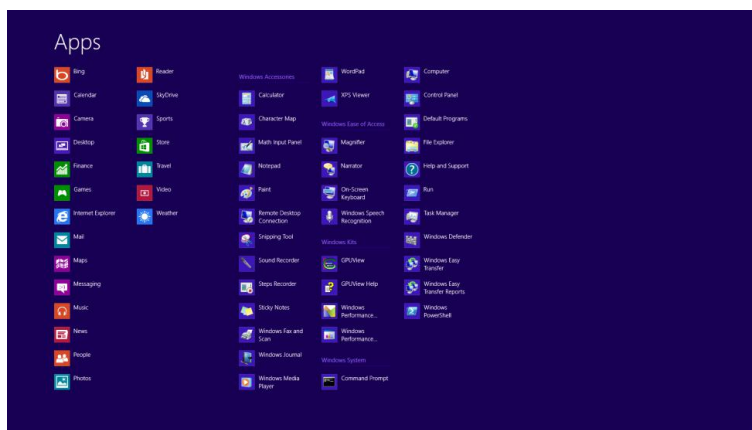 Apps
Bing
Calendar
Camera
Desktop
Finance
Games
Internet Explorer
Mail
Maps
Messaging
Music
News
People
Photos
Reader
SkyDrive
Sports
Store
Travel
Video
Weather
Windows Accessories
Calculator
Character Map
Math Input Panel
Notepad
Paint
Remote Desktop
Connection
Snipping Tool
Sound Recorder
Steps Recorder
Sticky Notes
Windows Fax and
Scan
Windows Journal
Windows Media
Player
WordPad
XPS Viewer
Windows Ease of Access
Magnifier
Narrator
On-Screen
Keyboard
Windows Speech
Recognition
Windows Kits
GPUView
GPUView Help
Windows
Performance...
Windows
Performance...
Windows System
Command Prompt
Computer
Control Panel
Default Programs
File Explorer
Help and Support
Run
Task Manager
Windows Defender
Windows Easy
Transfer
Windows Easy
Transfer Reports
Windows
PowerShell